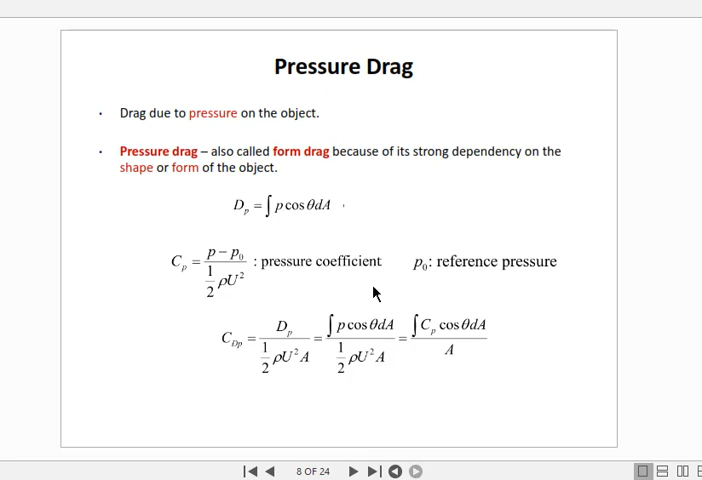 Pressure Drag
• Drag due to pressure on the object.
• Pressure drag – also called form drag because of its strong dependency on the
shape or form of the object.
D_p = ∫ p cos θ dA
C_p = (p − p_0) / (1/2 ρU^2) : pressure coefficient p_0: reference pressure
C_Dp = D_p / (1/2 ρU^2 A) = ∫ p cos θ dA / (1/2 ρU^2 A) = ∫ C_p cos θ dA / A
8 OF 24